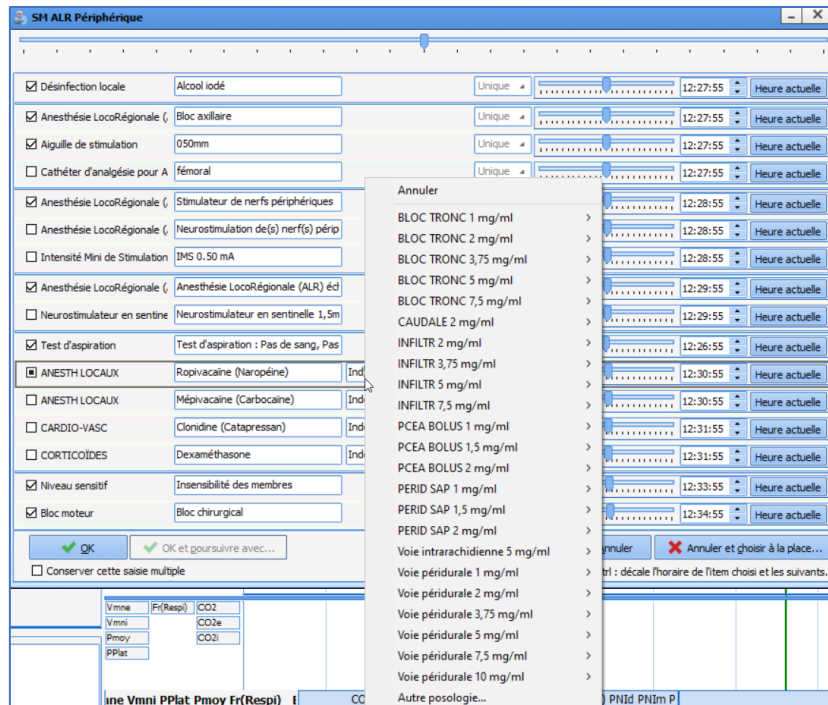 SM ALR Périphérique
Désinfection locale Alcool iodé Unique 12:27:55 Heure actuelle
Anesthésie LocoRégionale (, Bloc axillaire Unique 12:27:55 Heure actuelle
Aiguille de stimulation 050mm Unique 12:27:55 Heure actuelle
Cathéter d'analgésie pour A fémoral Unique 12:27:55 Heure actuelle
Anesthésie LocoRégionale (, Stimulateur de nerfs périphériques 12:28:55 Heure actuelle
Anesthésie LocoRégionale (, Neurostimulation de(s) nerf(s) périp 12:28:55 Heure actuelle
Intensité Mini de Stimulation IMS 0.50 mA 12:28:55 Heure actuelle
Anesthésie LocoRégionale (, Anesthésie LocoRégionale (ALR) éch 12:29:55 Heure actuelle
Neurostimulateur en sentine Neurostimulateur en sentinelle 1,5m 12:29:55 Heure actuelle
Test d'aspiration Test d'aspiration : Pas de sang, Pas 12:26:55 Heure actuelle
ANESTH LOCAUX Ropivacaïne (Naropéine) Ind 12:30:55 Heure actuelle
ANESTH LOCAUX Mépivacaïne (Carbocaïne) Ind 12:30:55 Heure actuelle
CARDIO-VASC Clonidine (Catapressan) Ind 12:31:55 Heure actuelle
CORTICOÏDES Dexaméthasone Ind 12:31:55 Heure actuelle
Niveau sensitif Insensibilité des membres 12:33:55 Heure actuelle
Bloc moteur Bloc chirurgical 12:34:55 Heure actuelle
Annuler
BLOC TRONC 1 mg/ml
BLOC TRONC 2 mg/ml
BLOC TRONC 3,75 mg/ml
BLOC TRONC 5 mg/ml
BLOC TRONC 7,5 mg/ml
CAUDALE 2 mg/ml
INFILTR 2 mg/ml
INFILTR 3,75 mg/ml
INFILTR 5 mg/ml
INFILTR 7,5 mg/ml
PCEA BOLUS 1 mg/ml
PCEA BOLUS 1,5 mg/ml
PCEA BOLUS 2 mg/ml
PERID SAP 1 mg/ml
PERID SAP 1,5 mg/ml
PERID SAP 2 mg/ml
Voie intrarachidienne 5 mg/ml
Voie péridurale 1 mg/ml
Voie péridurale 2 mg/ml
Voie péridurale 3,75 mg/ml
Voie péridurale 5 mg/ml
Voie péridurale 7,5 mg/ml
Voie péridurale 10 mg/ml
Autre posologie...
OK OK et poursuivre avec... nnuler Annuler et choisir à la place...
Conserver cette saisie multiple trl : décale l'horaire de l'item choisi et les suivants.
Vmne Fr(Respi) CO2
Vmni CO2e
Pmoy CO2i
PPlat
ne Vmni PPlat Pmoy Fr(Respi) CO ) PNId PNIm P